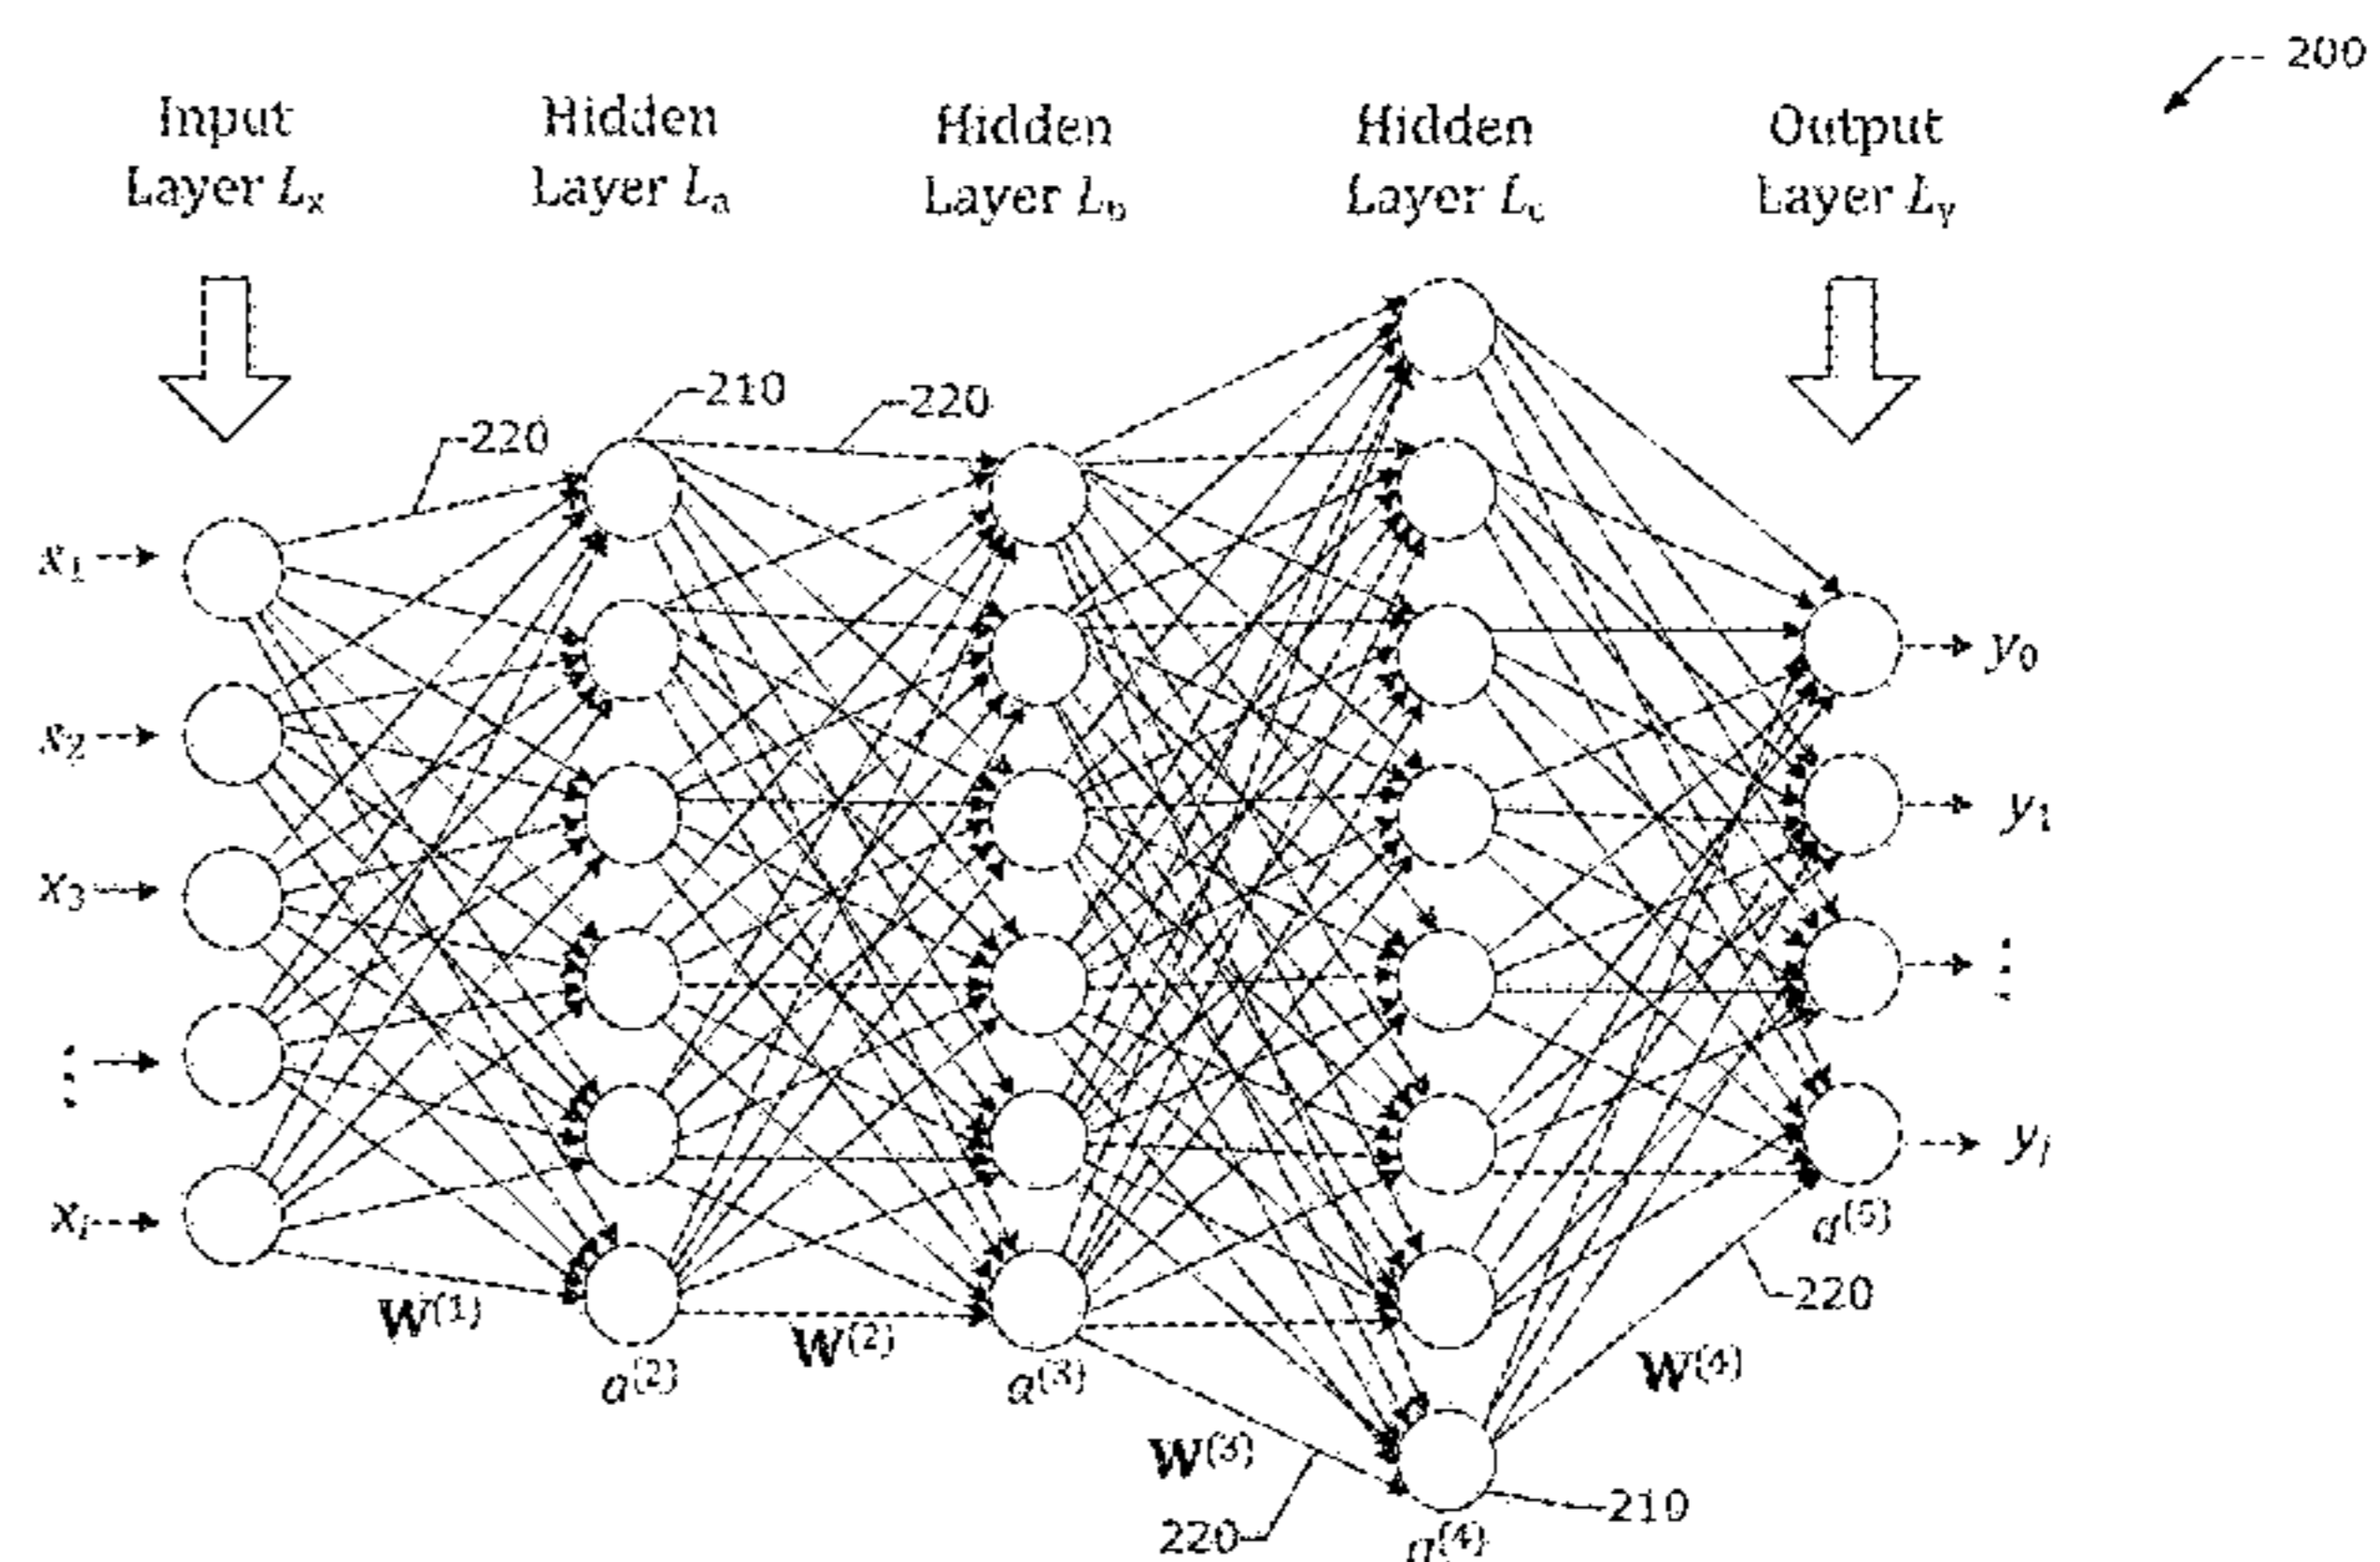 200
Input
Layer Lx
Hidden
Layer La
Hidden
Layer Lb
Hidden
Layer Lc
Output
Layer Ly
210
220
220
x1
x2
x3
⋮
xi
y0
y1
⋮
yj
a(5)
220
W(1)
W(2)
a(2)
a(3)
W(4)
W(3)
220
210
a(4)